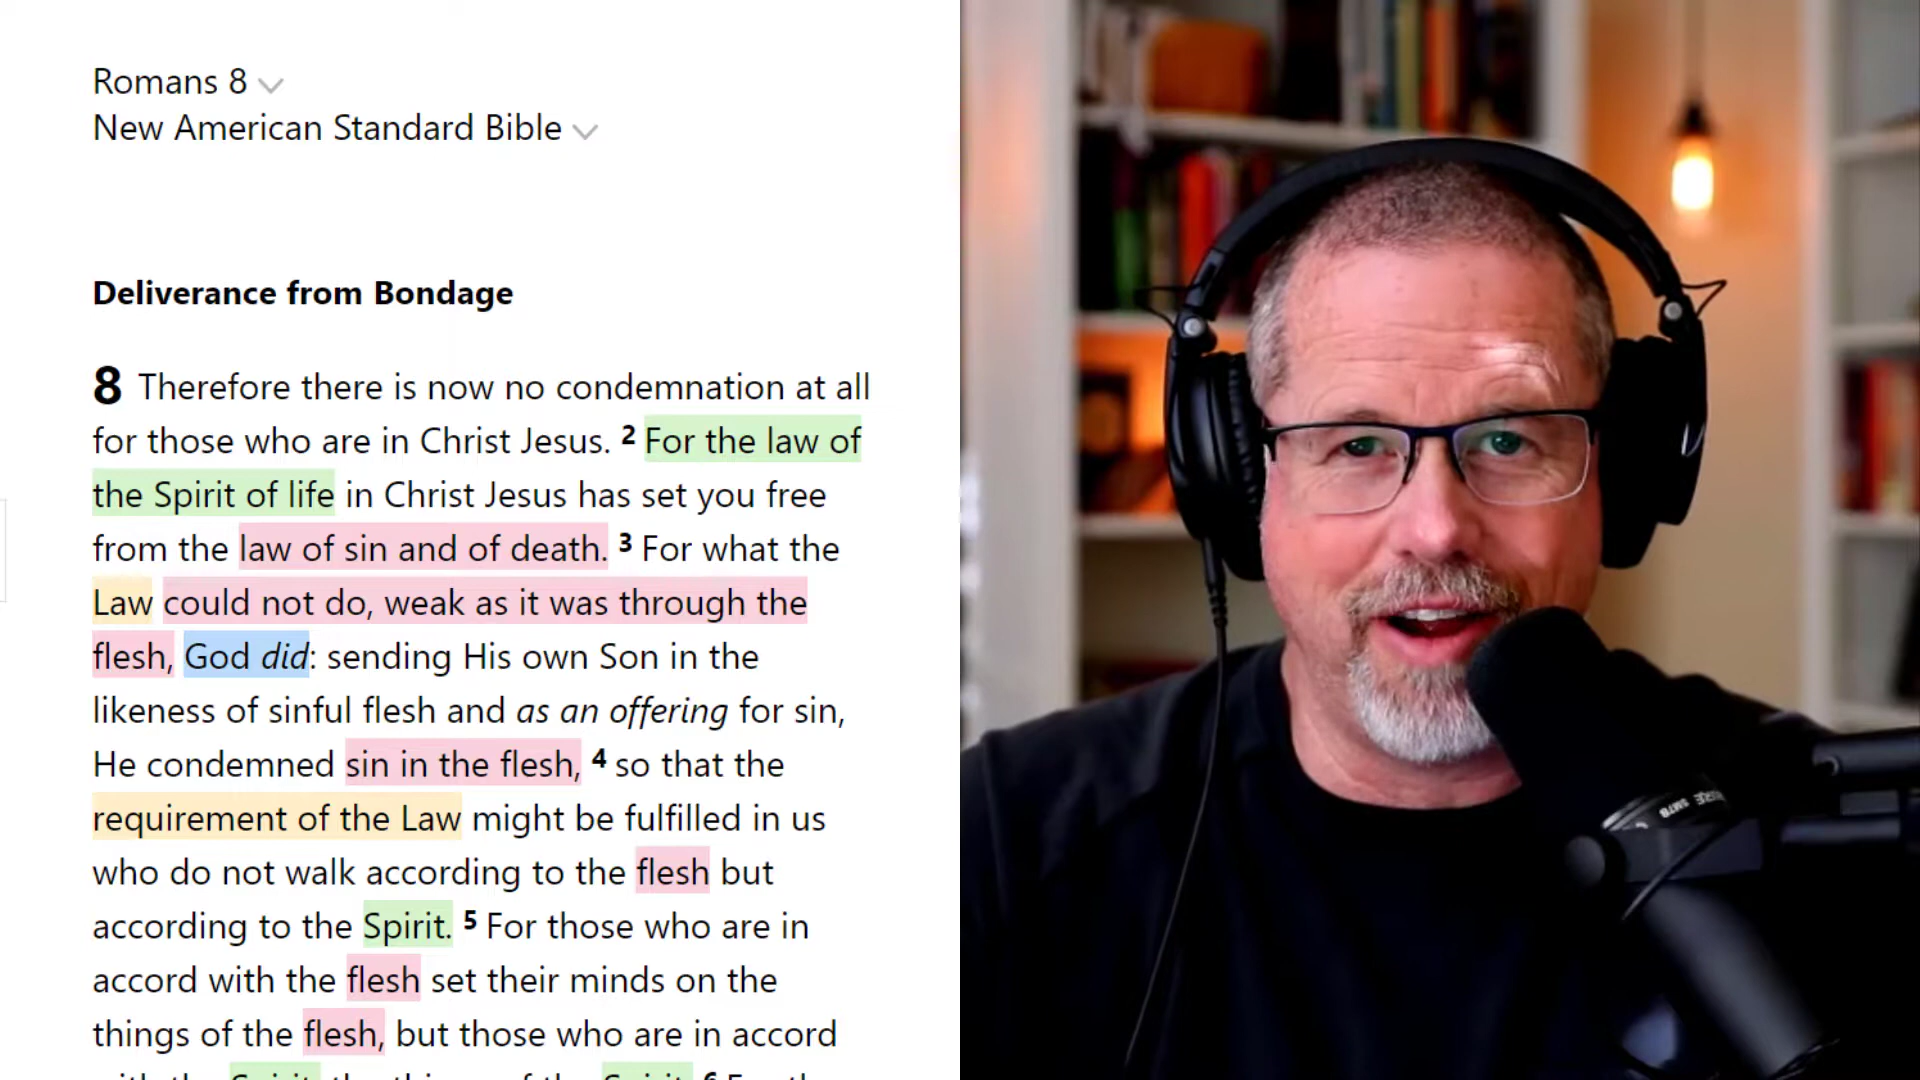 Romans 8
New American Standard Bible
Deliverance from Bondage
8 Therefore there is now no condemnation at all
for those who are in Christ Jesus. 2 For the law of
the Spirit of life in Christ Jesus has set you free
from the law of sin and of death. 3 For what the
Law could not do, weak as it was through the
flesh, God did: sending His own Son in the
likeness of sinful flesh and as an offering for sin,
He condemned sin in the flesh, 4 so that the
requirement of the Law might be fulfilled in us
who do not walk according to the flesh but
according to the Spirit. 5 For those who are in
accord with the flesh set their minds on the
things of the flesh, but those who are in accord